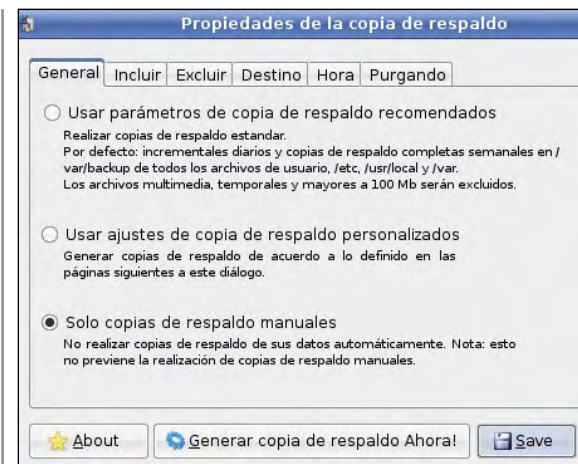 Propiedades de la copia de respaldo
General Incluir Excluir Destino Hora Purgando
Usar parámetros de copia de respaldo recomendados
Realizar copias de respaldo estandar.
Por defecto: incrementales diarios y copias de respaldo completas semanales en /
var/backup de todos los archivos de usuario, /etc, /usr/local y /var.
Los archivos multimedia, temporales y mayores a 100 Mb serán excluidos.
Usar ajustes de copia de respaldo personalizados
Generar copias de respaldo de acuerdo a lo definido en las
páginas siguientes a este diálogo.
Solo copias de respaldo manuales
No realizar copias de respaldo de sus datos automáticamente. Nota: esto
no previene la realización de copias de respaldo manuales.
About Generar copia de respaldo Ahora! Save